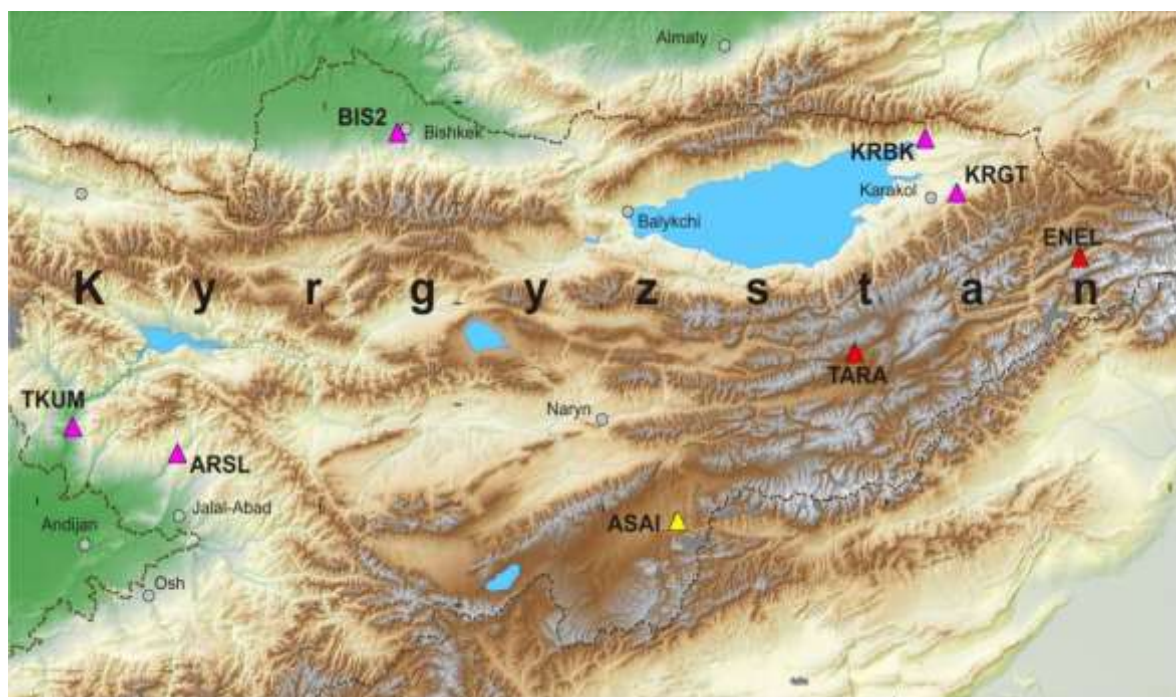 Almaty
BIS2
Bishkek
KRBK
KRGT
Karakol
Balykchi
ENEL
K y r g y z s t a n
TARA
TKUM
Naryn
ARSL
Jalal-Abad
Andijan
ASAI
Osh